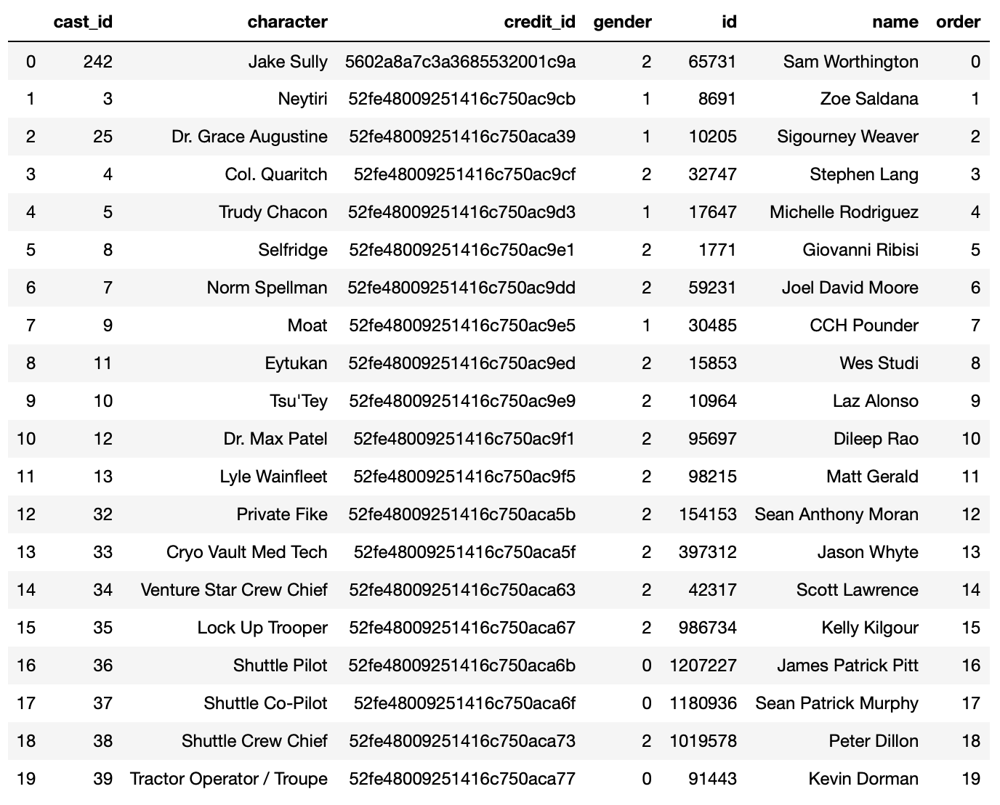 cast_id character credit_id gender id name order
0 242 Jake Sully 5602a8a7c3a3685532001c9a 2 65731 Sam Worthington 0
1 3 Neytiri 52fe48009251416c750ac9cb 1 8691 Zoe Saldana 1
2 25 Dr. Grace Augustine 52fe48009251416c750aca39 1 10205 Sigourney Weaver 2
3 4 Col. Quaritch 52fe48009251416c750ac9cf 2 32747 Stephen Lang 3
4 5 Trudy Chacon 52fe48009251416c750ac9d3 1 17647 Michelle Rodriguez 4
5 8 Selfridge 52fe48009251416c750ac9e1 2 1771 Giovanni Ribisi 5
6 7 Norm Spellman 52fe48009251416c750ac9dd 2 59231 Joel David Moore 6
7 9 Moat 52fe48009251416c750ac9e5 1 30485 CCH Pounder 7
8 11 Eytukan 52fe48009251416c750ac9ed 2 15853 Wes Studi 8
9 10 Tsu'Tey 52fe48009251416c750ac9e9 2 10964 Laz Alonso 9
10 12 Dr. Max Patel 52fe48009251416c750ac9f1 2 95697 Dileep Rao 10
11 13 Lyle Wainfleet 52fe48009251416c750ac9f5 2 98215 Matt Gerald 11
12 32 Private Fike 52fe48009251416c750aca5b 2 154153 Sean Anthony Moran 12
13 33 Cryo Vault Med Tech 52fe48009251416c750aca5f 2 397312 Jason Whyte 13
14 34 Venture Star Crew Chief 52fe48009251416c750aca63 2 42317 Scott Lawrence 14
15 35 Lock Up Trooper 52fe48009251416c750aca67 2 986734 Kelly Kilgour 15
16 36 Shuttle Pilot 52fe48009251416c750aca6b 0 1207227 James Patrick Pitt 16
17 37 Shuttle Co-Pilot 52fe48009251416c750aca6f 0 1180936 Sean Patrick Murphy 17
18 38 Shuttle Crew Chief 52fe48009251416c750aca73 2 1019578 Peter Dillon 18
19 39 Tractor Operator / Troupe 52fe48009251416c750aca77 0 91443 Kevin Dorman 19